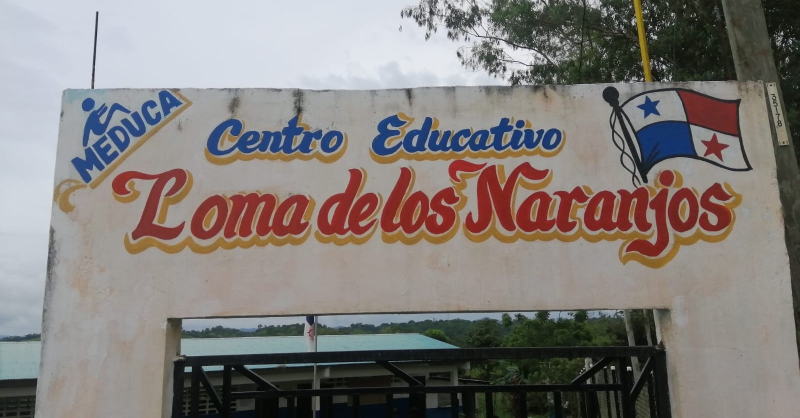 MEDUCA
Centro Educativo
Loma de los Naranjos